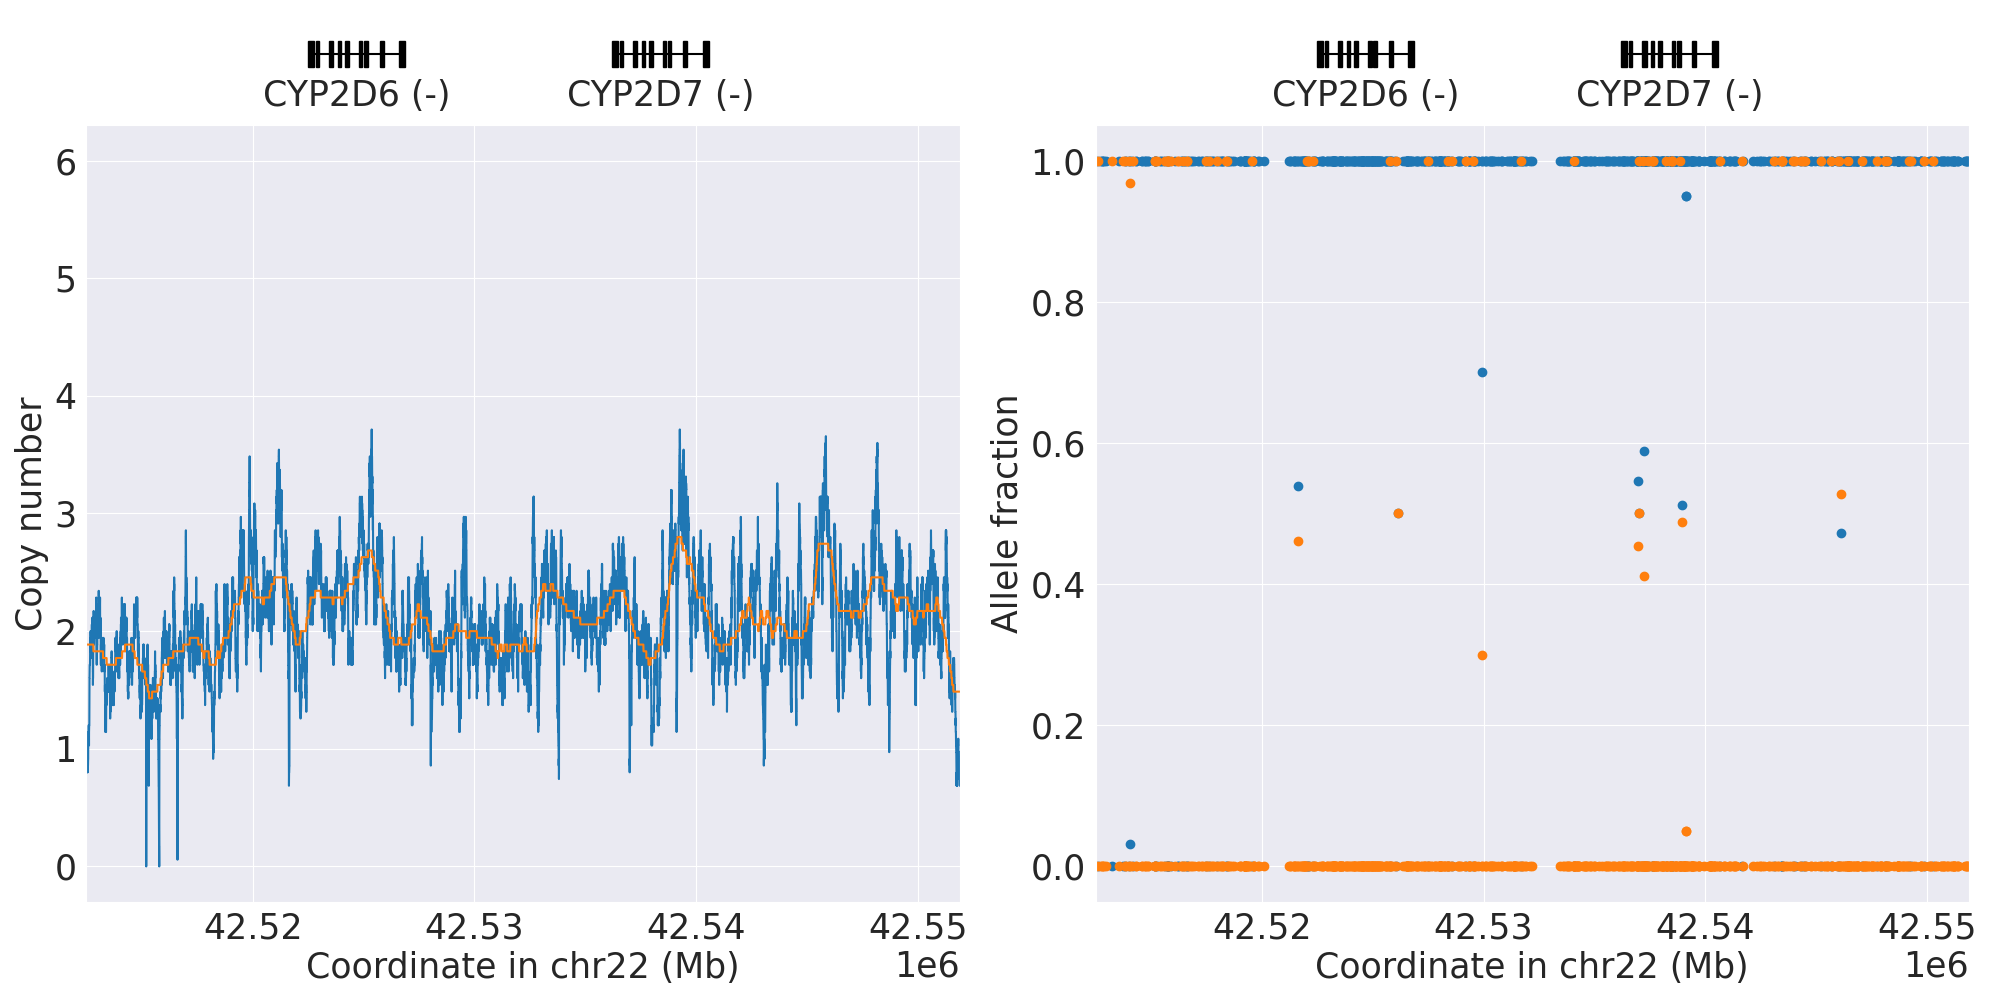 CYP2D6 (-)
CYP2D7 (-)
6
5
4
3
2
1
0
Copy number
42.52
42.53
42.54
42.55
Coordinate in chr22 (Mb)
1e6
CYP2D6 (-)
CYP2D7 (-)
1.0
0.8
0.6
0.4
0.2
0.0
Allele fraction
42.52
42.53
42.54
42.55
Coordinate in chr22 (Mb)
1e6